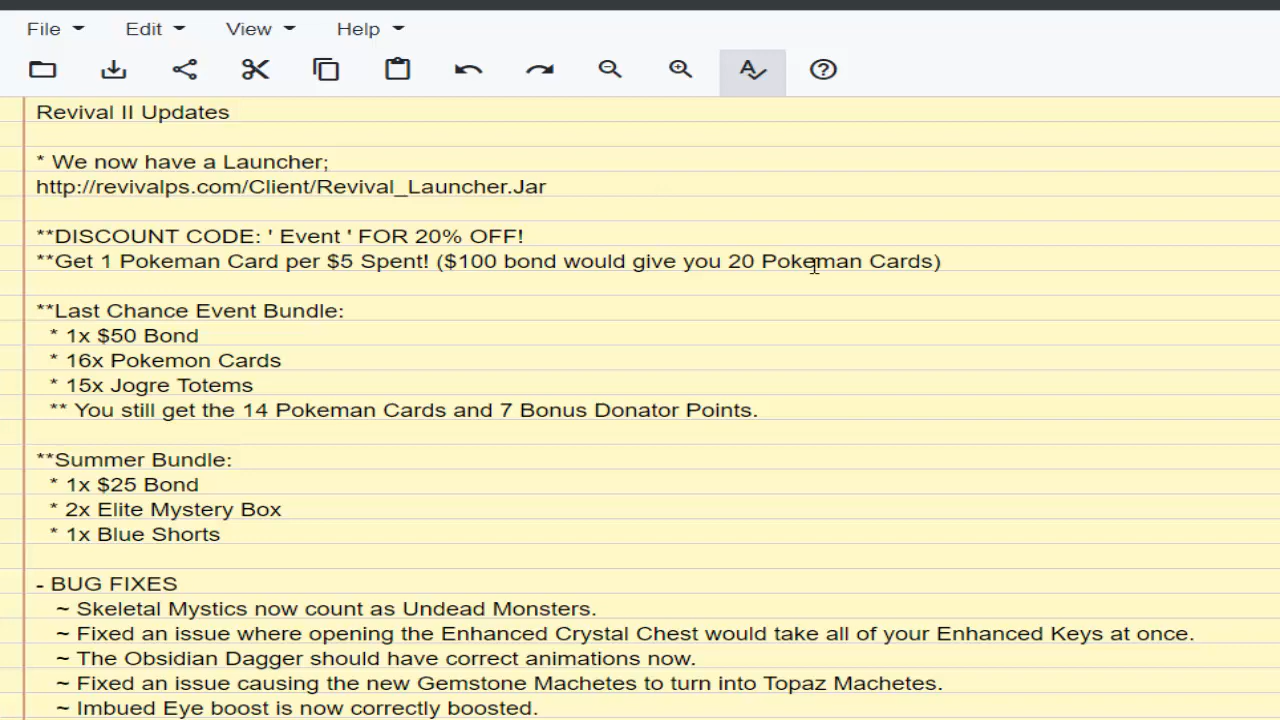 File Edit View Help
Revival II Updates
* We now have a Launcher;
http://revivalps.com/Client/Revival_Launcher.Jar
**DISCOUNT CODE: ' Event ' FOR 20% OFF!
**Get 1 Pokeman Card per $5 Spent! ($100 bond would give you 20 Pokeman Cards)
**Last Chance Event Bundle:
* 1x $50 Bond
* 16x Pokemon Cards
* 15x Jogre Totems
** You still get the 14 Pokeman Cards and 7 Bonus Donator Points.
**Summer Bundle:
* 1x $25 Bond
* 2x Elite Mystery Box
* 1x Blue Shorts
- BUG FIXES
~ Skeletal Mystics now count as Undead Monsters.
~ Fixed an issue where opening the Enhanced Crystal Chest would take all of your Enhanced Keys at once.
~ The Obsidian Dagger should have correct animations now.
~ Fixed an issue causing the new Gemstone Machetes to turn into Topaz Machetes.
~ Imbued Eye boost is now correctly boosted.